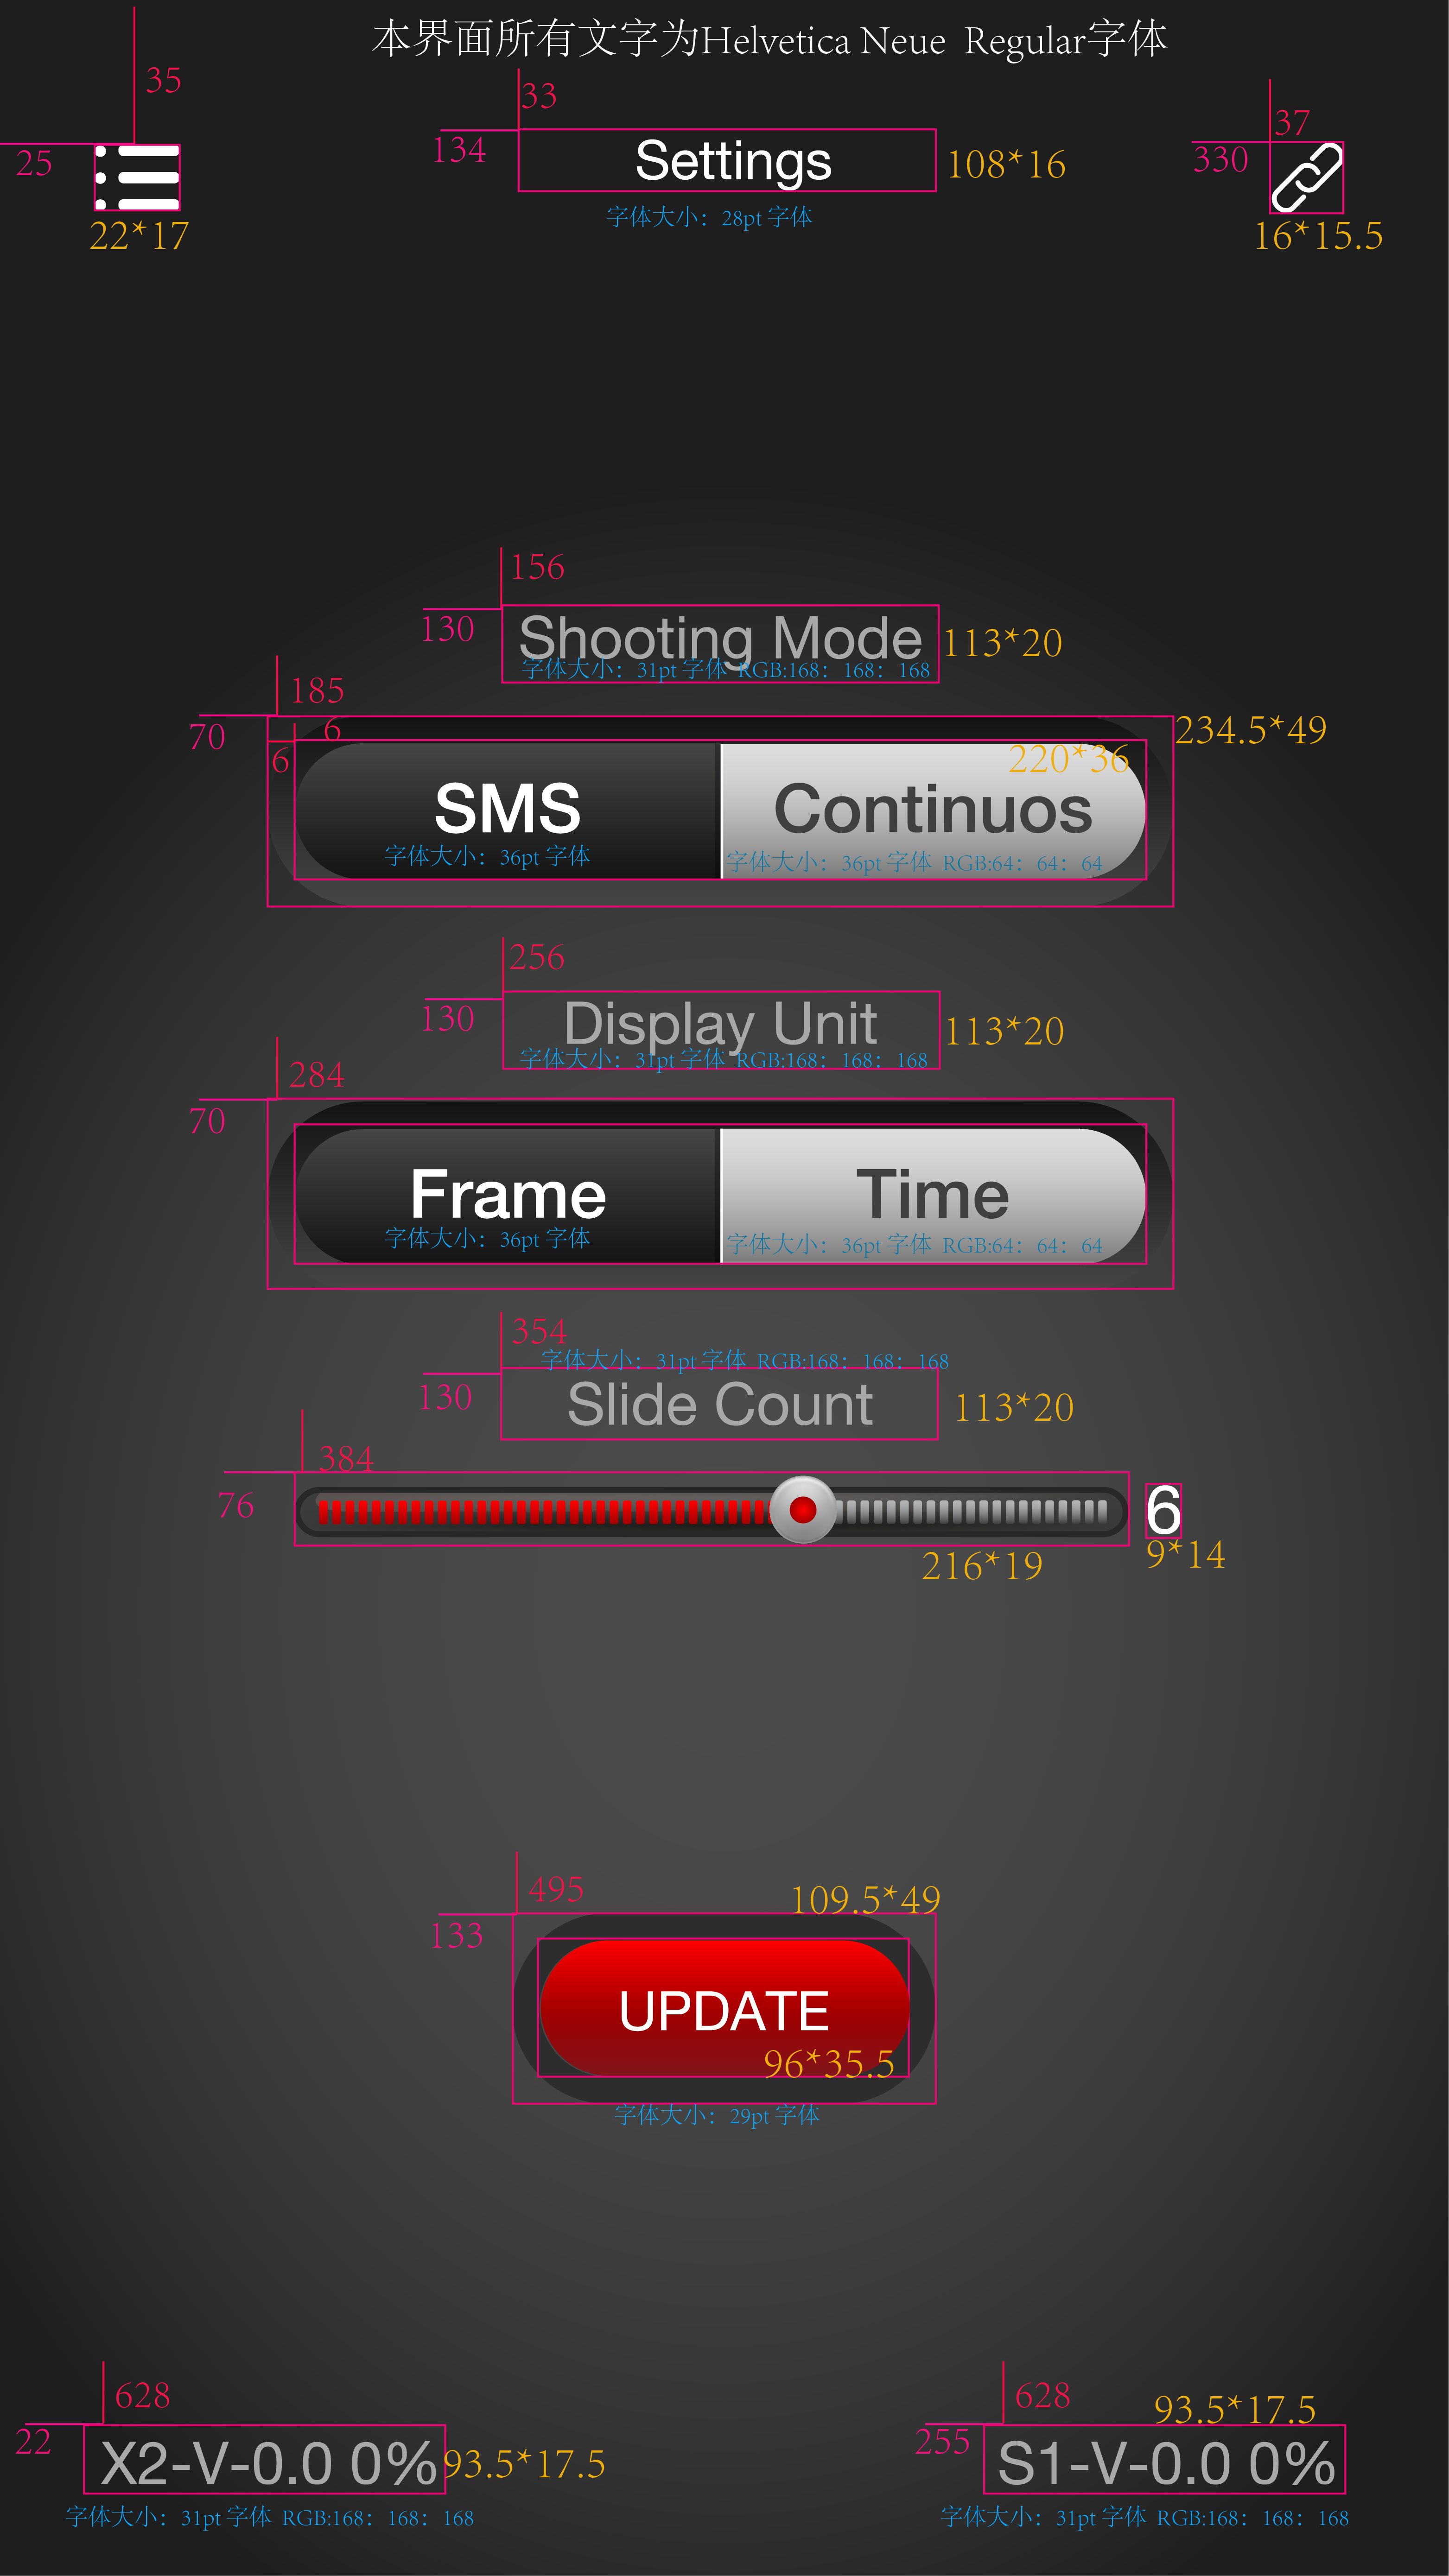 本界面所有文字为Helvetica Neue Regular字体
35
33
37
25
134
Settings
108*16
330
22*17
字体大小：28pt 字体
16*15.5
156
130
Shooting Mode
113*20
字体大小：31pt 字体 RGB:168：168：168
185
70
6
234.5*49
6
220*36
SMS
Continuos
字体大小：36pt 字体
字体大小：36pt 字体 RGB:64：64：64
256
130
Display Unit
113*20
字体大小：31pt 字体 RGB:168：168：168
284
70
Frame
Time
字体大小：36pt 字体
字体大小：36pt 字体 RGB:64：64：64
354
字体大小：31pt 字体 RGB:168：168：168
130
Slide Count
113*20
384
76
6
216*19
9*14
495
109.5*49
133
UPDATE
96*35.5
字体大小：29pt 字体
628
628
93.5*17.5
22
X2-V-0.0 0%
93.5*17.5
255
S1-V-0.0 0%
字体大小：31pt 字体 RGB:168：168：168
字体大小：31pt 字体 RGB:168：168：168